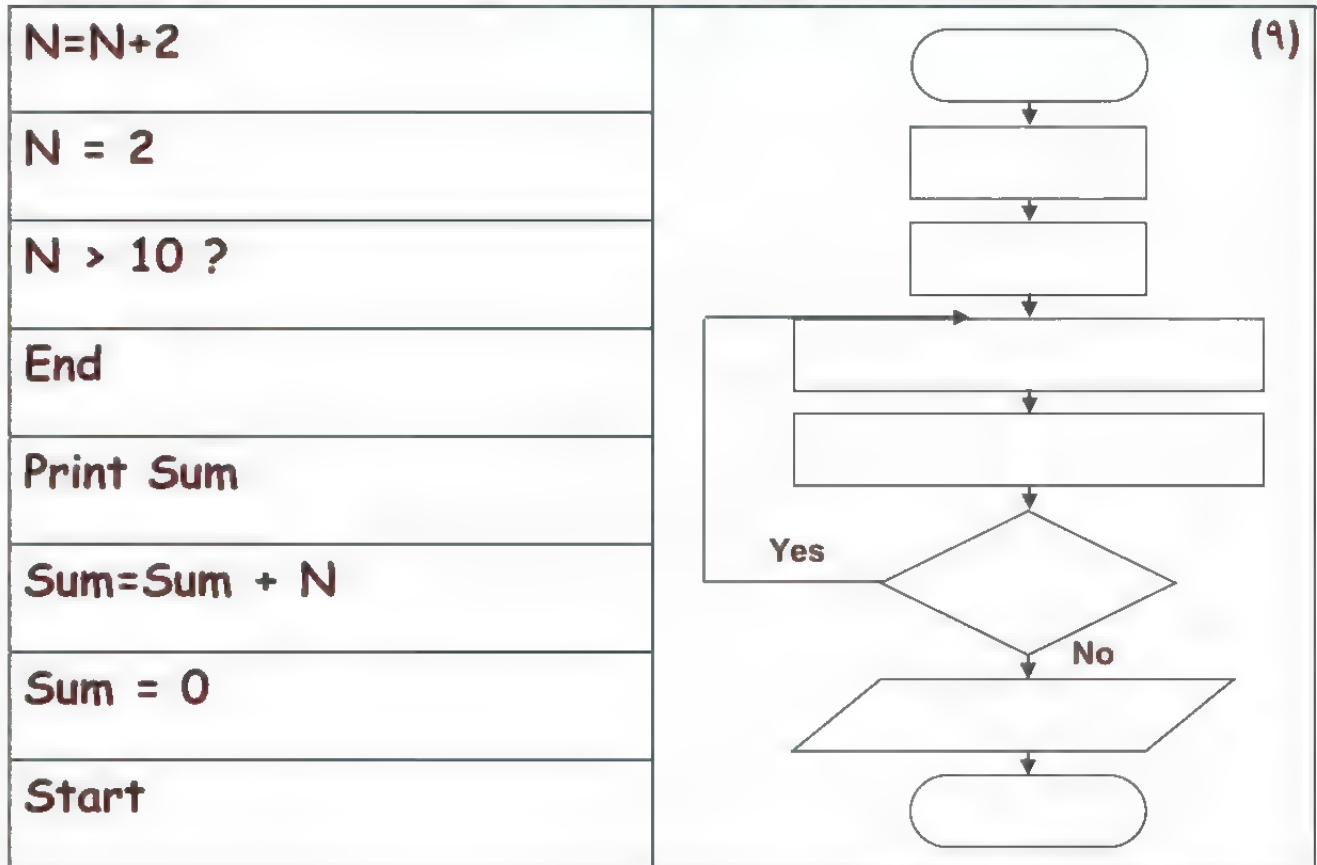 N=N+2
N = 2
N > 10 ?
End
Print Sum
Sum=Sum + N
Sum = 0
Start
(٩)
Yes
No